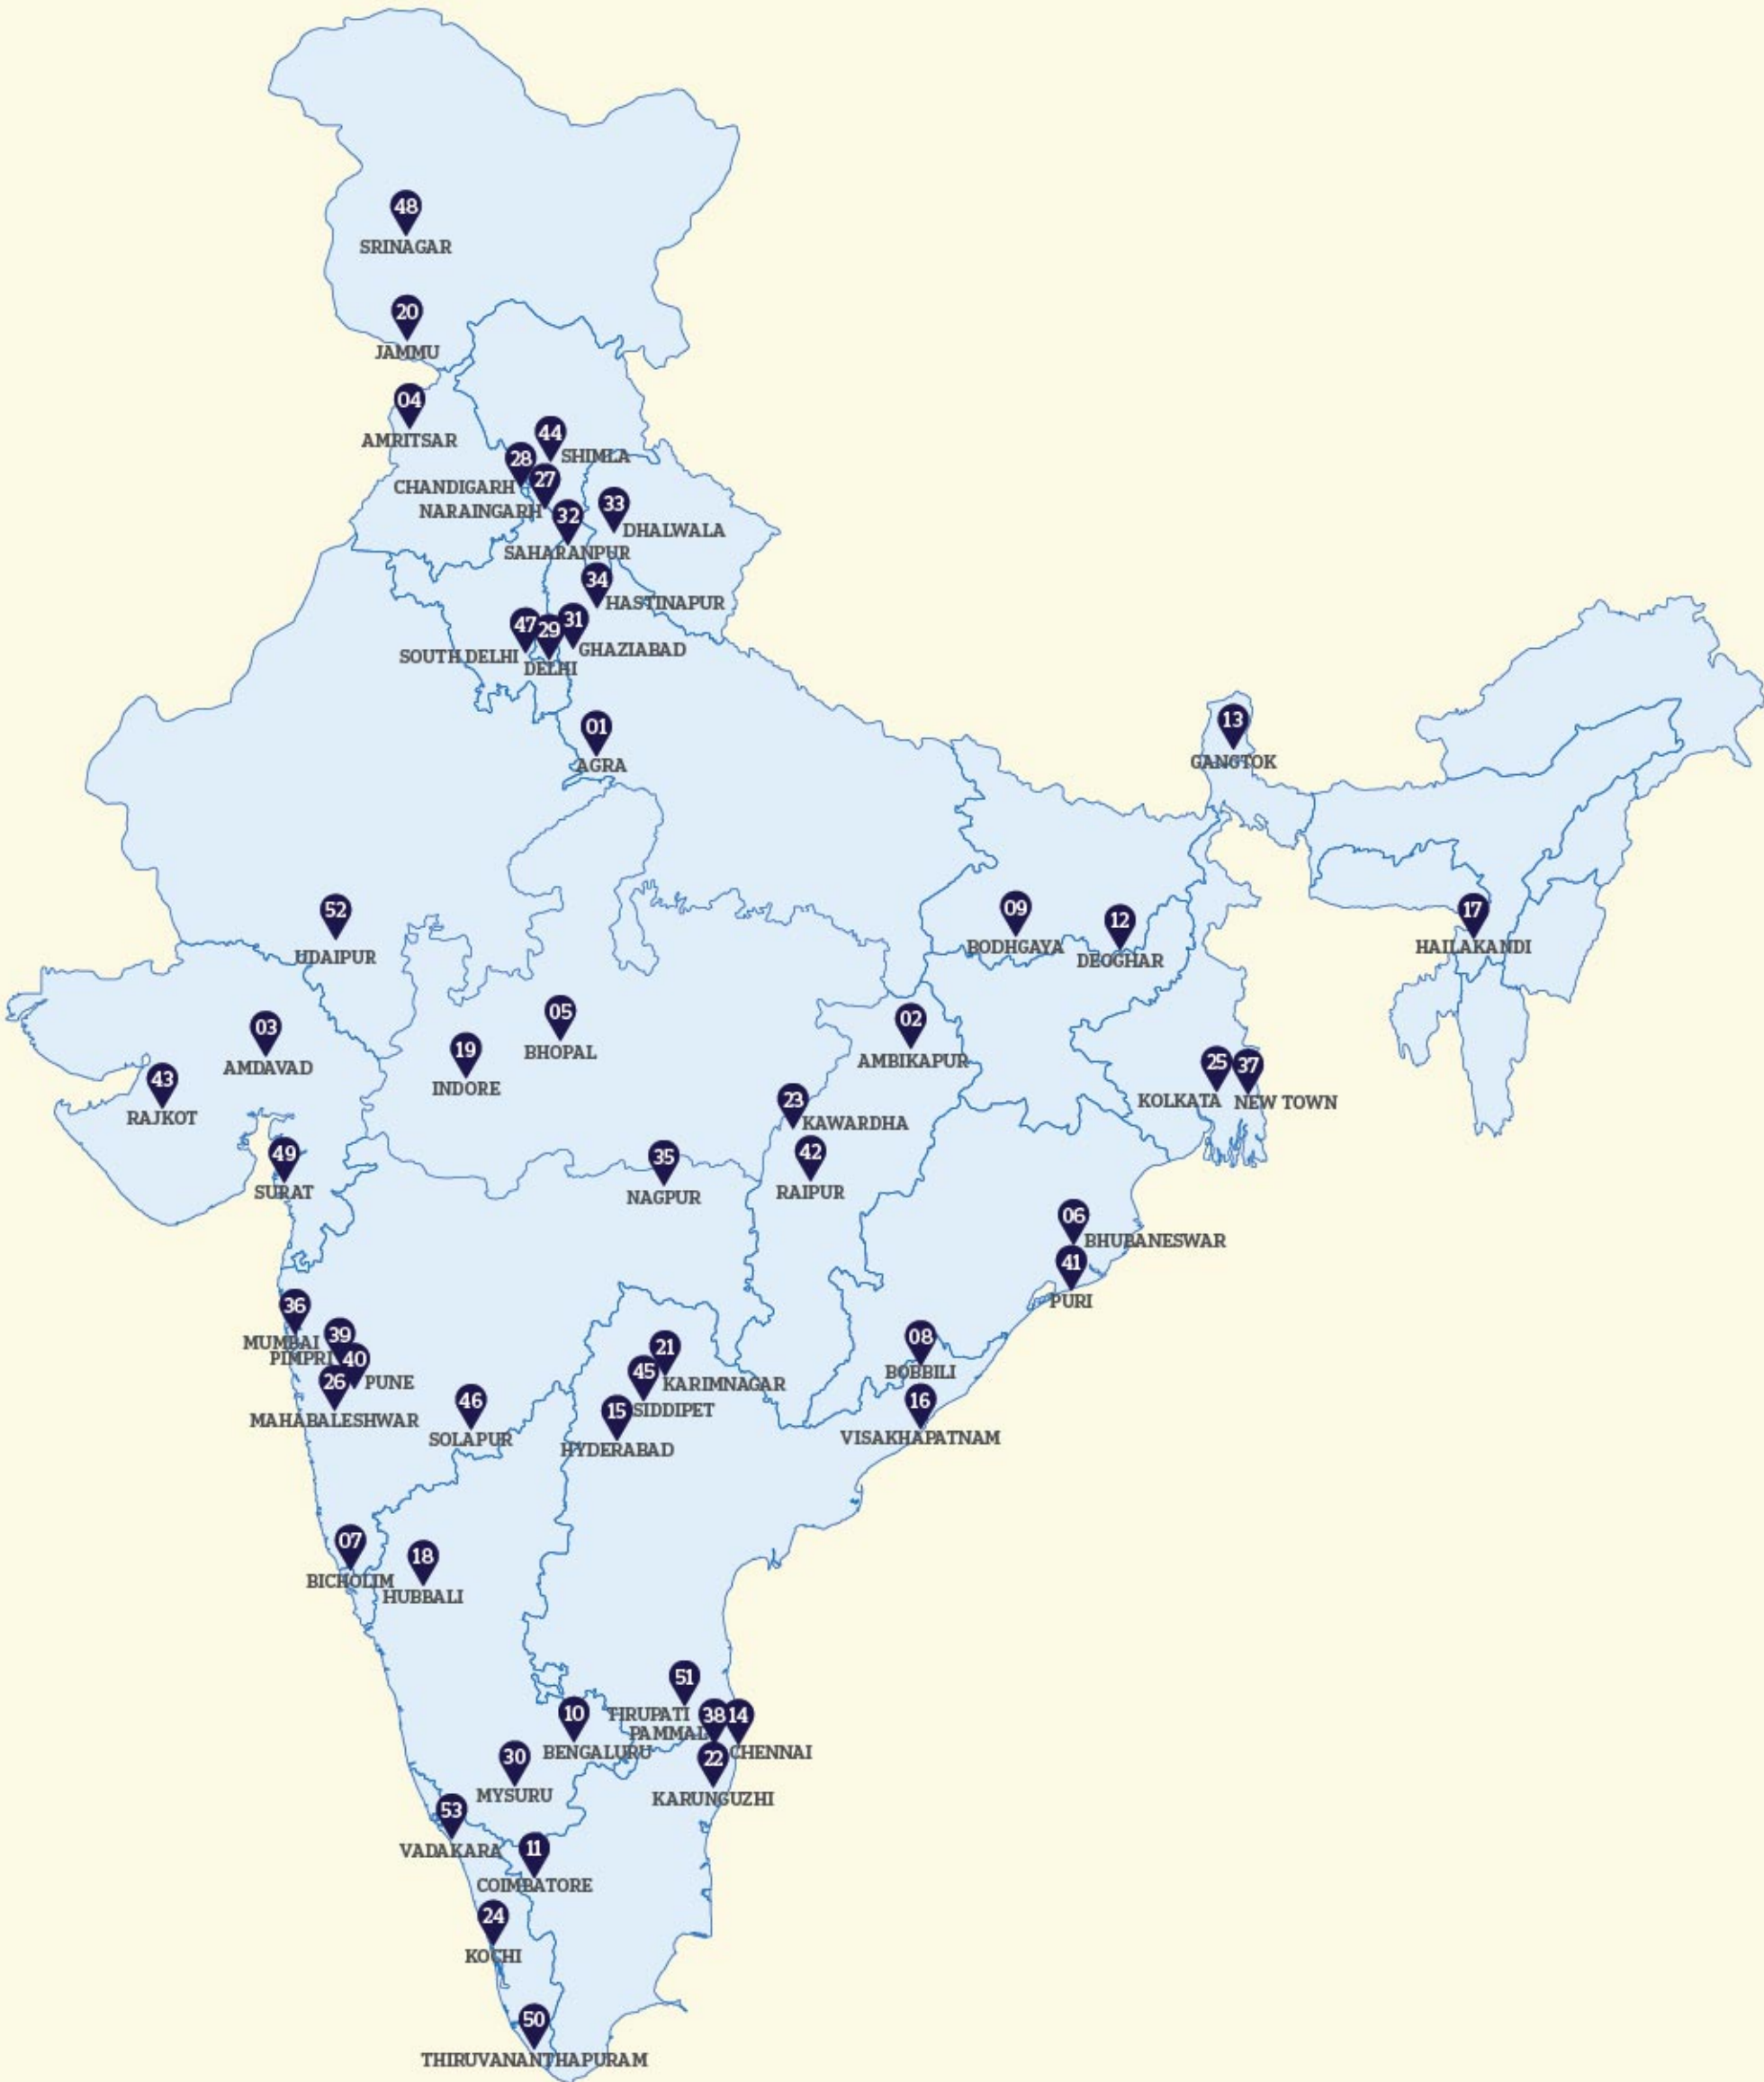 48
SRINAGAR
20
JAMMU
04
AMRITSAR
44
SHIMLA
28
CHANDIGARH
27
NARAINGARH
33
DHALWALA
32
SAHARANPUR
34
HASTINAPUR
47
SOUTH DELHI
29
DELHI
31
GHAZIABAD
01
AGRA
13
GANGTOK
52
UDAIPUR
09
BODHGAYA
12
DEOGHAR
17
HAILAKANDI
03
AMDAVAD
05
BHOPAL
02
AMBIKAPUR
19
INDORE
43
RAJKOT
25
KOLKATA
37
NEW TOWN
23
KAWARDHA
49
SURAT
35
NAGPUR
42
RAIPUR
06
BHUBANESWAR
41
PURI
36
MUMBAI
39
PIMPRI
40
PUNE
26
MAHABALESHWAR
46
SOLAPUR
21
KARIMNAGAR
45
SIDDIPET
15
HYDERABAD
08
BOBBILI
16
VISAKHAPATNAM
07
BICHOLIM
18
HUBBALI
51
TIRUPATI
10
BENGALURU
38
PAMMAL
14
CHENNAI
22
KARUNGUZHI
30
MYSURU
53
VADAKARA
11
COIMBATORE
24
KOCHI
50
THIRUVANANTHAPURAM